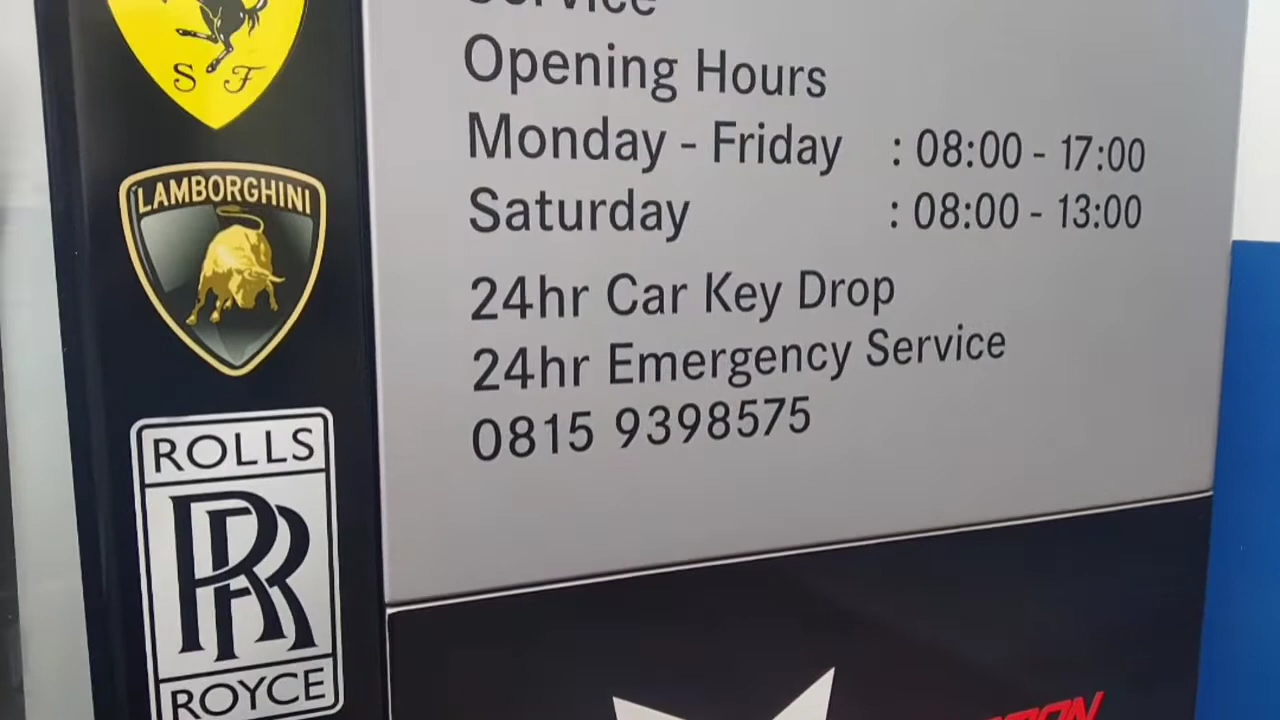 Service
Opening Hours
Monday - Friday : 08:00 - 17:00
Saturday : 08:00 - 13:00
24hr Car Key Drop
24hr Emergency Service
0815 9398575
S F
LAMBORGHINI
ROLLS
RR
ROYCE